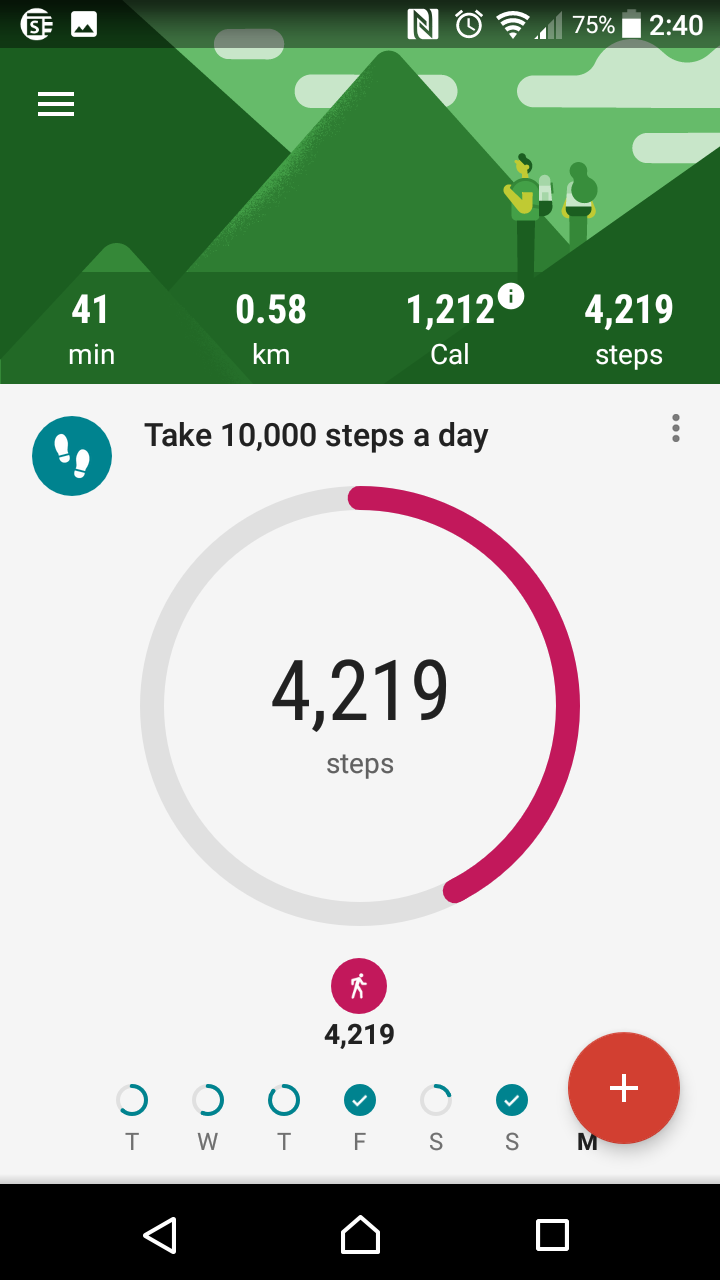 75% 2:40
41 0.58 1,212 4,219
min km Cal steps
Take 10,000 steps a day
4,219
steps
4,219
T W T F S S M